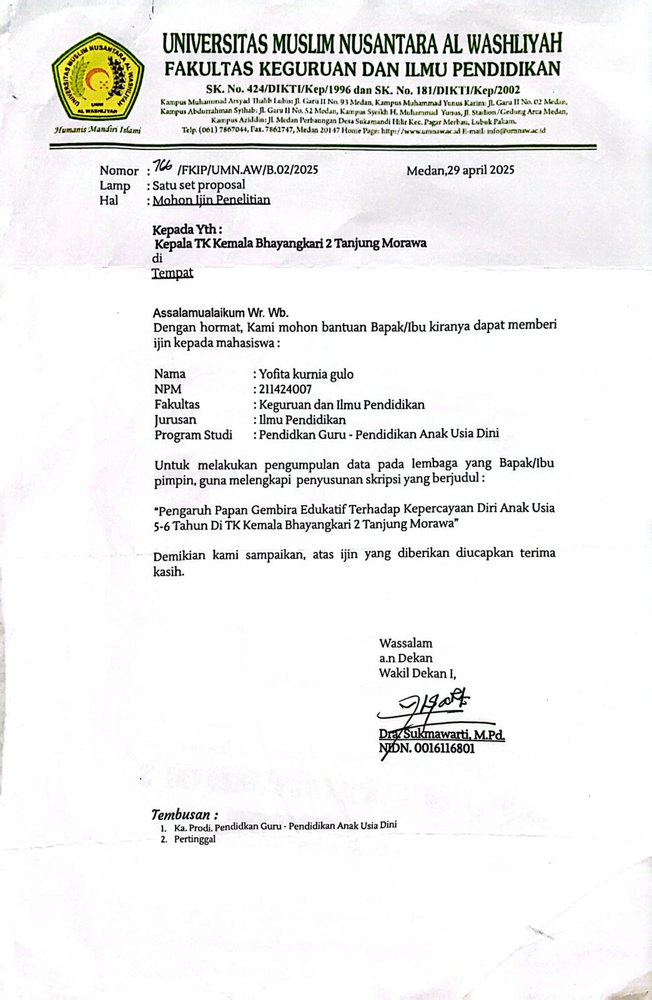 UNIVERSITAS MUSLIM NUSANTARA AL WASHLIYAH
UMN
AL WASHLIYAH
Humanis Mandiri Islami
UNIVERSITAS MUSLIM NUSANTARA AL WASHLIYAH
FAKULTAS KEGURUAN DAN ILMU PENDIDIKAN
SK. No. 424/DIKTI/Kep/1996 dan SK. No. 181/DIKTI/Kep/2002
Kampus Muhammad Arsyad Thalib Lubis: Jl. Garu II No. 93 Medan, Kampus Muhammad Yunus Karim: Jl. Garu II No. 02 Medan,
Kampus Abdurrahman Syihab: Jl. Garu II No. 52 Medan, Kampus Syeikh H. Muhammad Yunus, Jl. Stadion/Gedung Arca Medan,
Kampus Aziddin: Jl. Medan Perbaungan Desa Sukamandi Hilir Kec. Pagar Merbau, Lubuk Pakam.
Telp. (061) 7867044, Fax. 7862747, Medan 20147 Home Page: http://www.umnaw.ac.id E-mail: info@umnaw.ac.id
Nomor : 766 /FKIP/UMN.AW/B.02/2025 Medan,29 april 2025
Lamp : Satu set proposal
Hal : Mohon Ijin Penelitian
Kepada Yth :
Kepala TK Kemala Bhayangkari 2 Tanjung Morawa
di
Tempat
Assalamualaikum Wr. Wb.
Dengan hormat, Kami mohon bantuan Bapak/Ibu kiranya dapat memberi
ijin kepada mahasiswa :
Nama : Yofita kurnia gulo
NPM : 211424007
Fakultas : Keguruan dan Ilmu Pendidikan
Jurusan : Ilmu Pendidikan
Program Studi : Pendidkan Guru - Pendidikan Anak Usia Dini
Untuk melakukan pengumpulan data pada lembaga yang Bapak/Ibu
pimpin, guna melengkapi penyusunan skripsi yang berjudul :
"Pengaruh Papan Gembira Edukatif Terhadap Kepercayaan Diri Anak Usia
5-6 Tahun Di TK Kemala Bhayangkari 2 Tanjung Morawa"
Demikian kami sampaikan, atas ijin yang diberikan diucapkan terima
kasih.
Wassalam
a.n Dekan
Wakil Dekan I,
Dra. Sukmawarti, M.Pd.
NIDN. 0016116801
Tembusan :
1. Ka. Prodi. Pendidkan Guru - Pendidikan Anak Usia Dini
2. Pertinggal